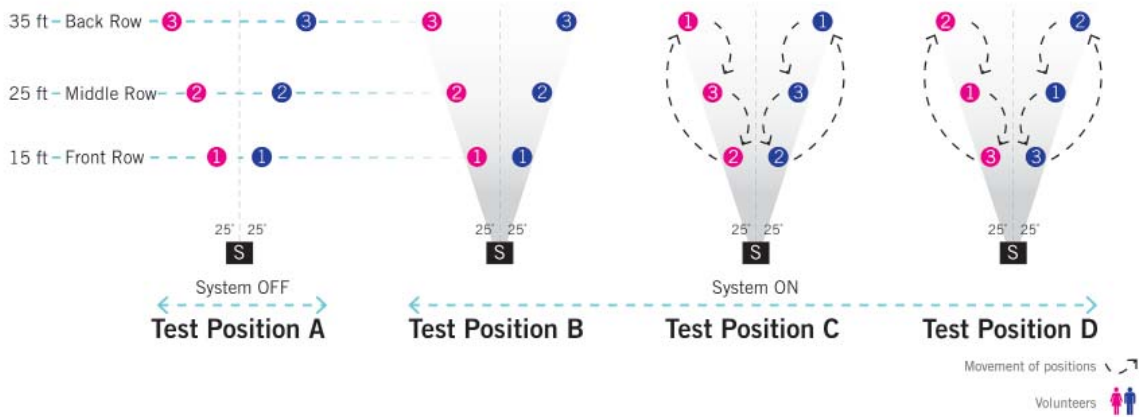 35 ft – Back Row 3 3 3 3 1 1 2 2
25 ft – Middle Row 2 2 2 2 3 3 1 1
15 ft – Front Row 1 1 1 1 2 2 3 3
25° 25° 25° 25° 25° 25° 25° 25°
S S S S
System OFF System ON
Test Position A Test Position B Test Position C Test Position D
Movement of positions
Volunteers